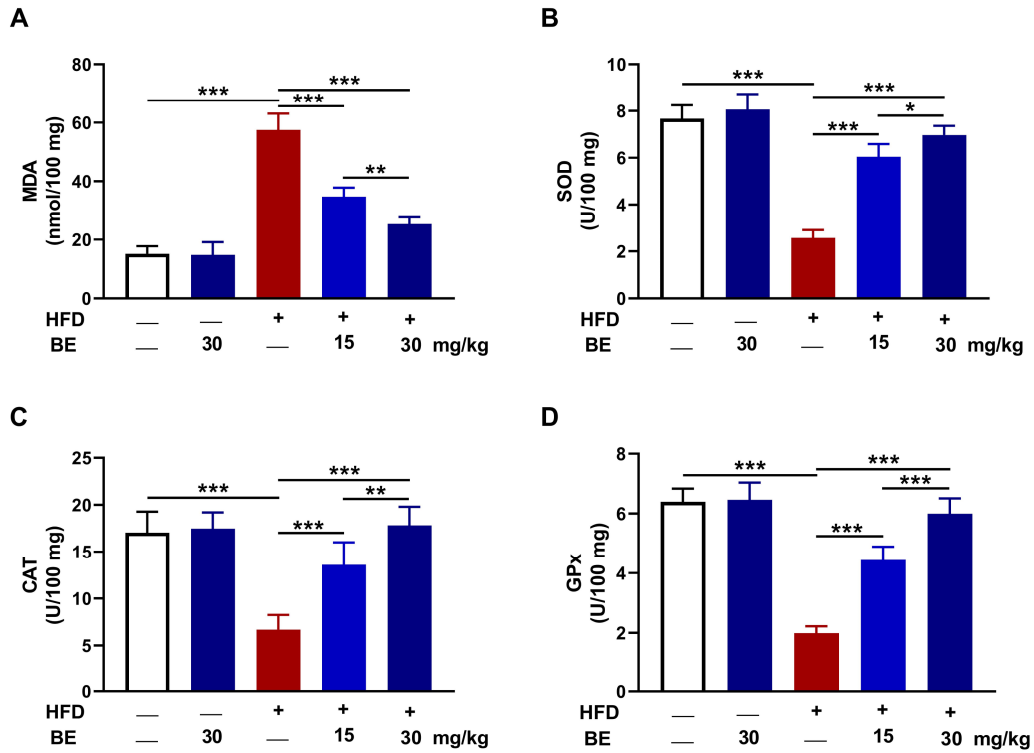 A
MDA
(nmol/100 mg)
80
60
40
20
0
***
***
***
**
HFD — — + + +
BE — 30 — 15 30 mg/kg
B
SOD
(U/100 mg)
10
8
6
4
2
0
***
***
*
***
HFD — — + + +
BE — 30 — 15 30 mg/kg
C
CAT
(U/100 mg)
25
20
15
10
5
0
***
***
**
***
HFD — — + + +
BE — 30 — 15 30 mg/kg
D
GPx
(U/100 mg)
8
6
4
2
0
***
***
***
***
HFD — — + + +
BE — 30 — 15 30 mg/kg